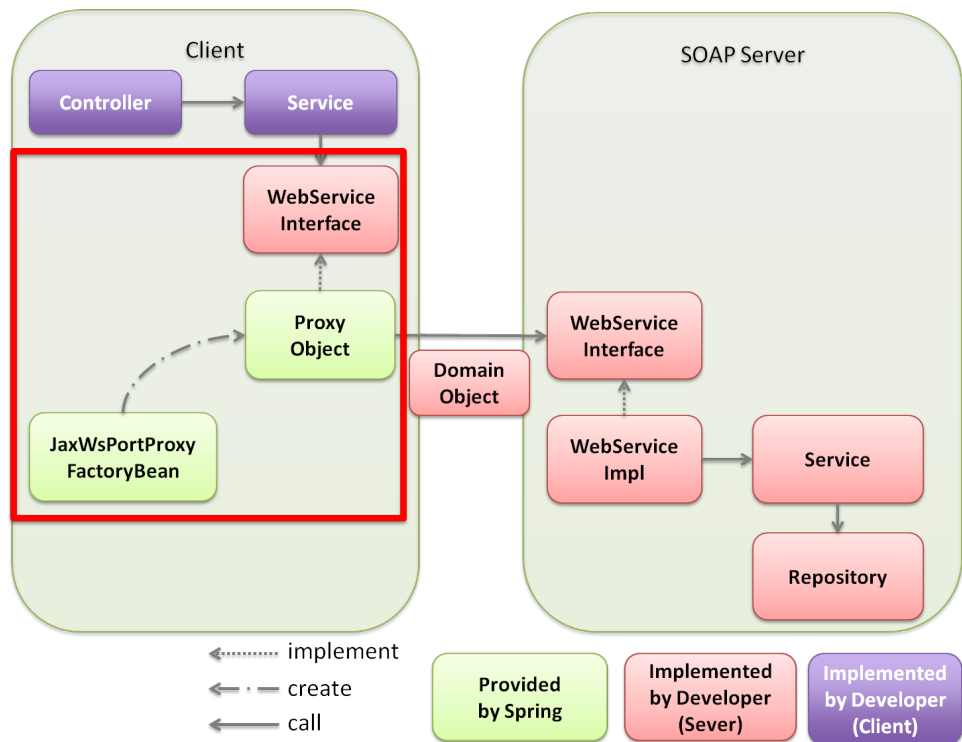 Client
SOAP Server
Controller
Service
WebService
Interface
Proxy
Object
WebService
Interface
Domain
Object
JaxWsPortProxy
FactoryBean
WebService
Impl
Service
Repository
implement
create
call
Provided
by Spring
Implemented
by Developer
(Sever)
Implemented
by Developer
(Client)